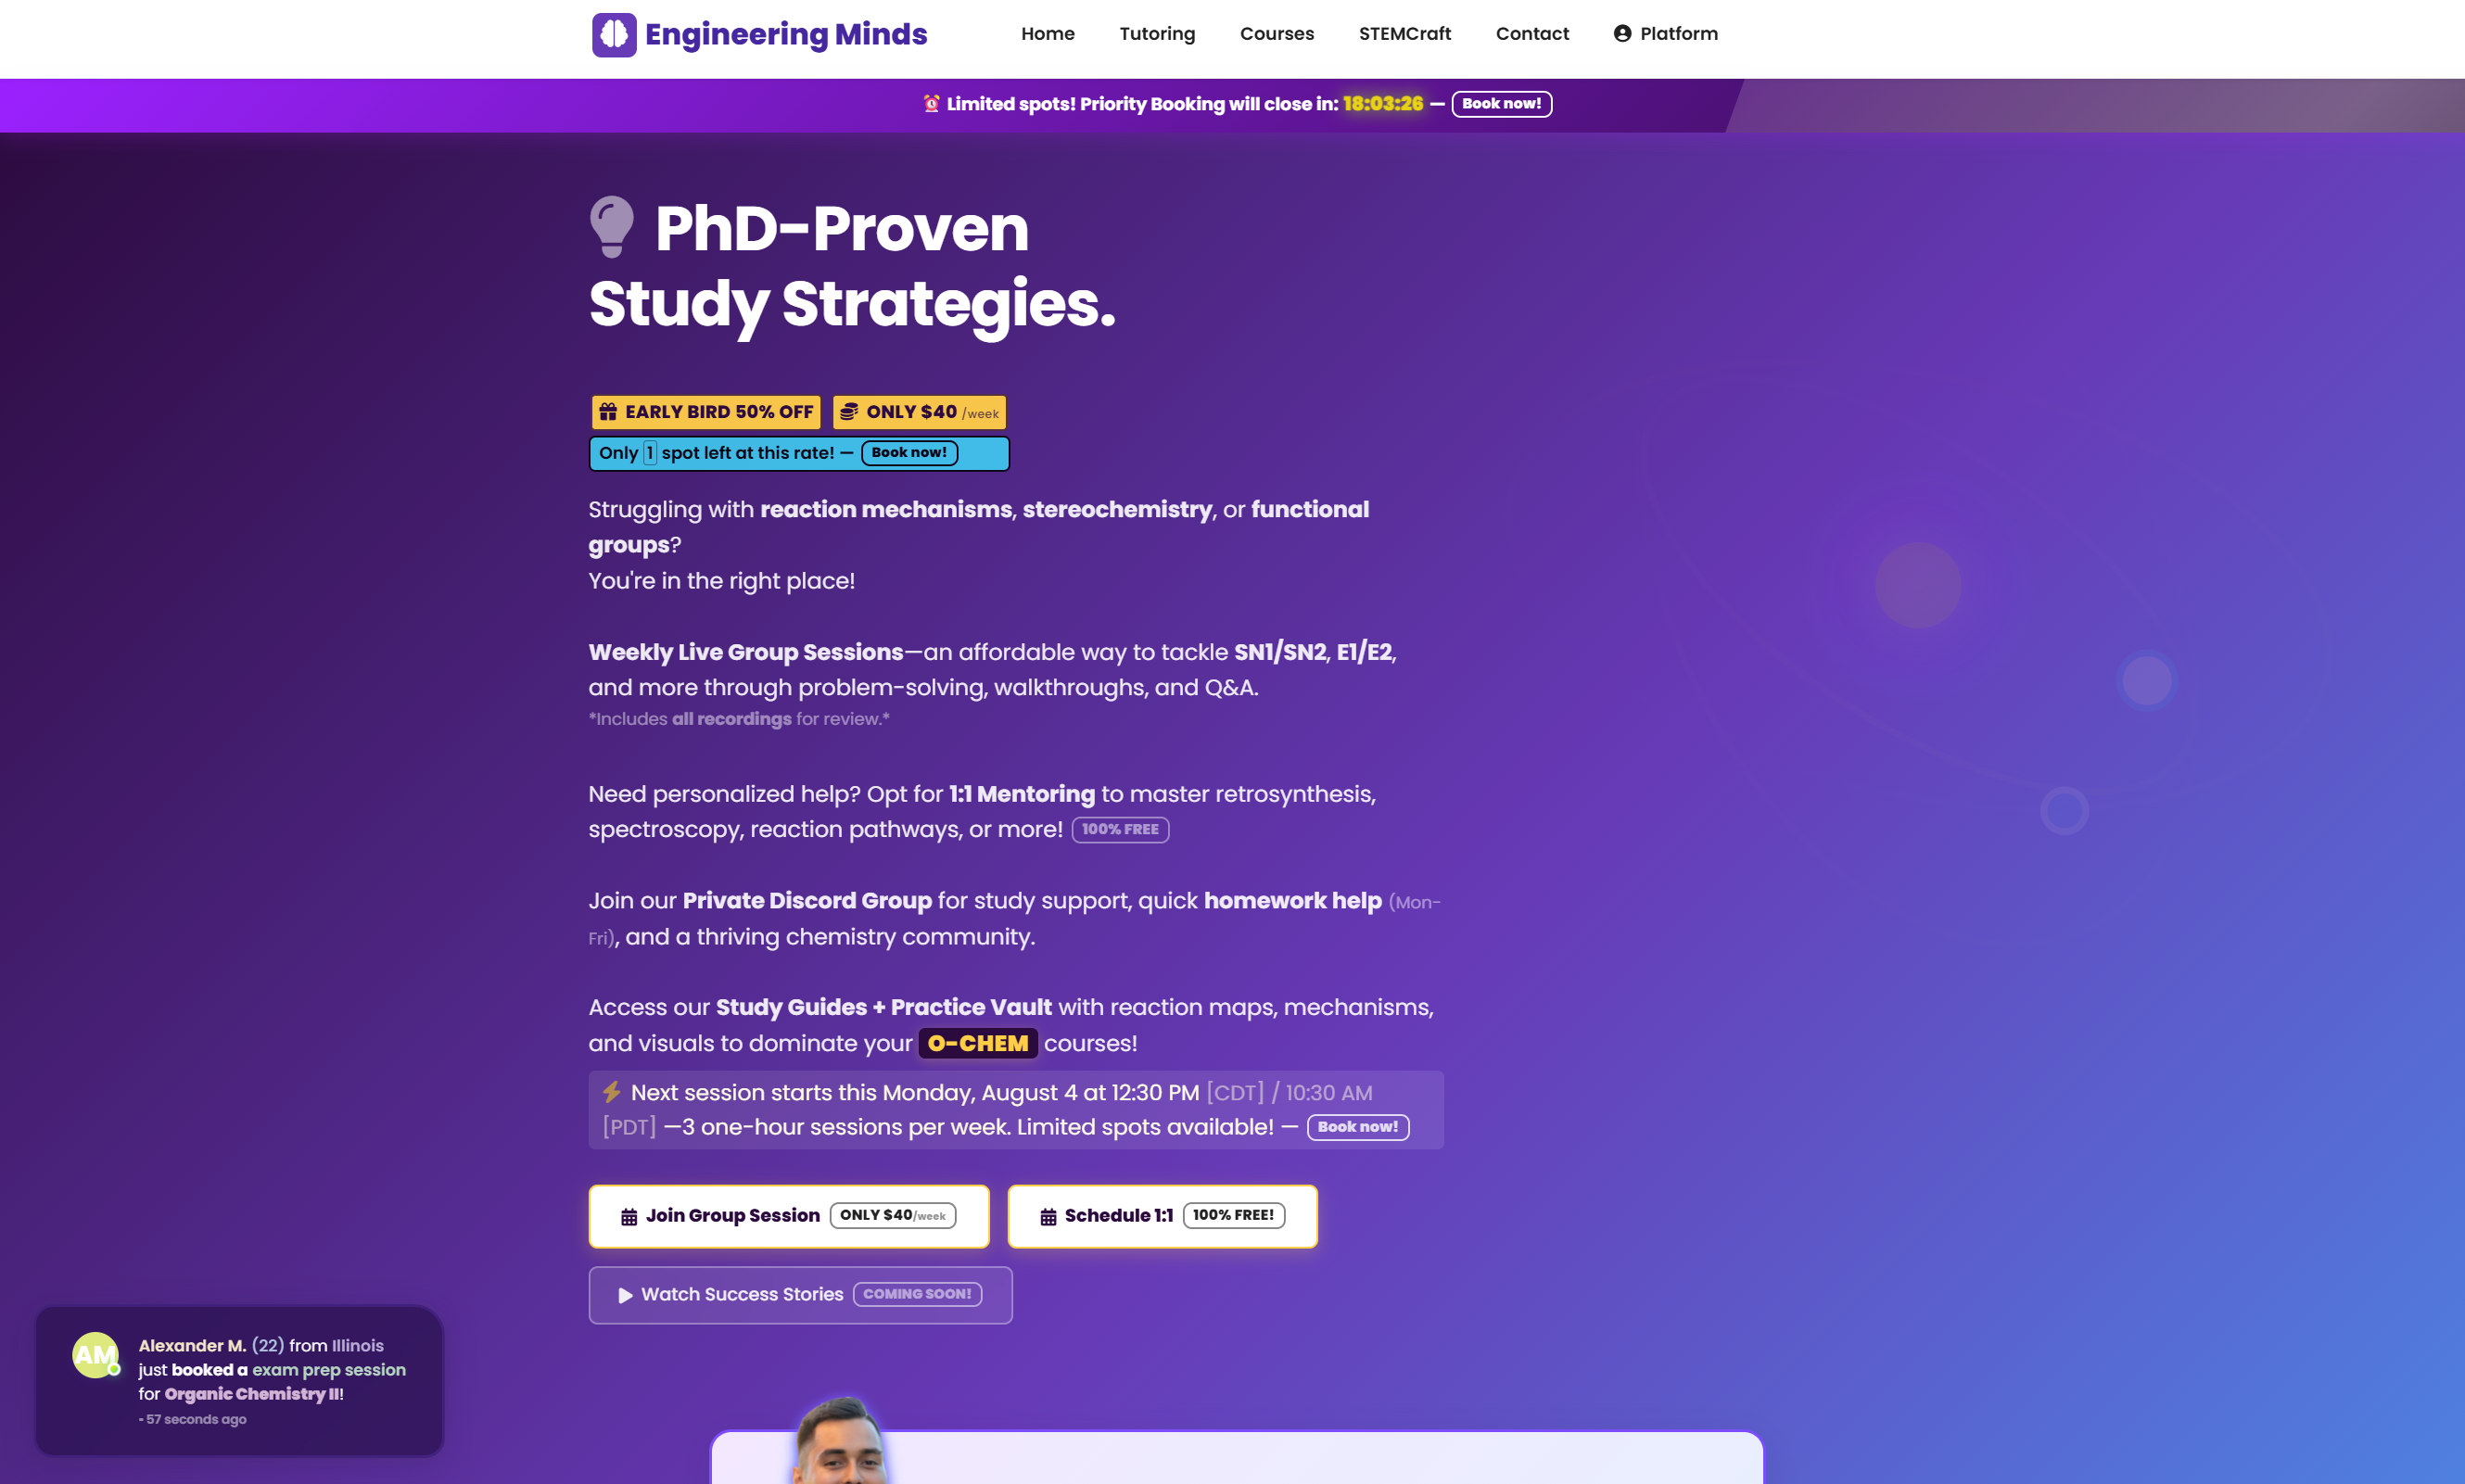 Engineering Minds
Home Tutoring Courses STEMCraft Contact Platform
⏰ Limited spots! Priority Booking will close in: 18:03:26 — Book now!
PhD-Proven
Study Strategies.
EARLY BIRD 50% OFF ONLY $40 /week
Only 1 spot left at this rate! — Book now!
Struggling with reaction mechanisms, stereochemistry, or functional
groups?
You're in the right place!
Weekly Live Group Sessions—an affordable way to tackle SN1/SN2, E1/E2,
and more through problem-solving, walkthroughs, and Q&A.
*Includes all recordings for review.*
Need personalized help? Opt for 1:1 Mentoring to master retrosynthesis,
spectroscopy, reaction pathways, or more! 100% FREE
Join our Private Discord Group for study support, quick homework help (Mon-
Fri), and a thriving chemistry community.
Access our Study Guides + Practice Vault with reaction maps, mechanisms,
and visuals to dominate your O-CHEM courses!
Next session starts this Monday, August 4 at 12:30 PM [CDT] / 10:30 AM
[PDT] —3 one-hour sessions per week. Limited spots available! — Book now!
Join Group Session ONLY $40/week Schedule 1:1 100% FREE!
Watch Success Stories COMING SOON!
AM
Alexander M. (22) from Illinois
just booked a exam prep session
for Organic Chemistry II!
- 57 seconds ago